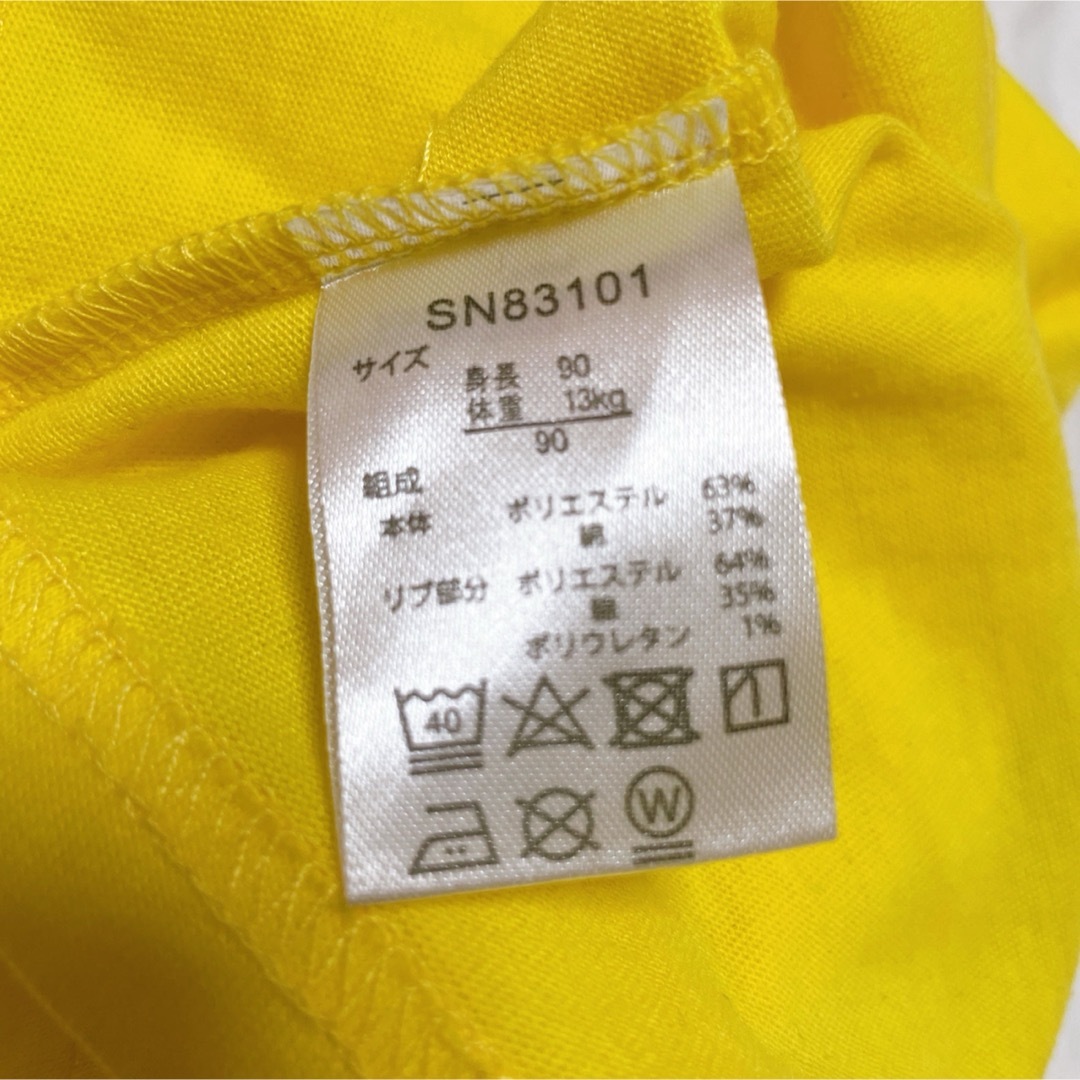 SN83101
サイズ
身長 90
体重 13kg
90
組成
本体 ポリエステル 63%
綿 37%
リブ部分 ポリエステル 64%
綿 35%
ポリウレタン 1%
40
W